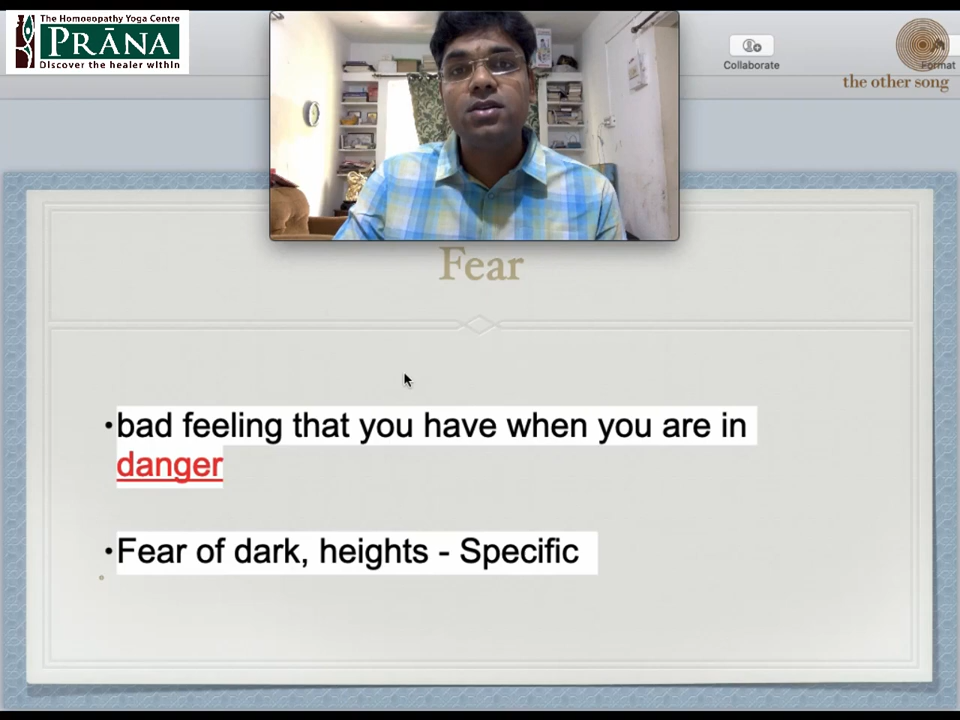 The Homoeopathy Yoga Centre
PRĀNA
Discover the healer within
Collaborate
Format
the other song
Fear
•bad feeling that you have when you are in
danger
•Fear of dark, heights - Specific